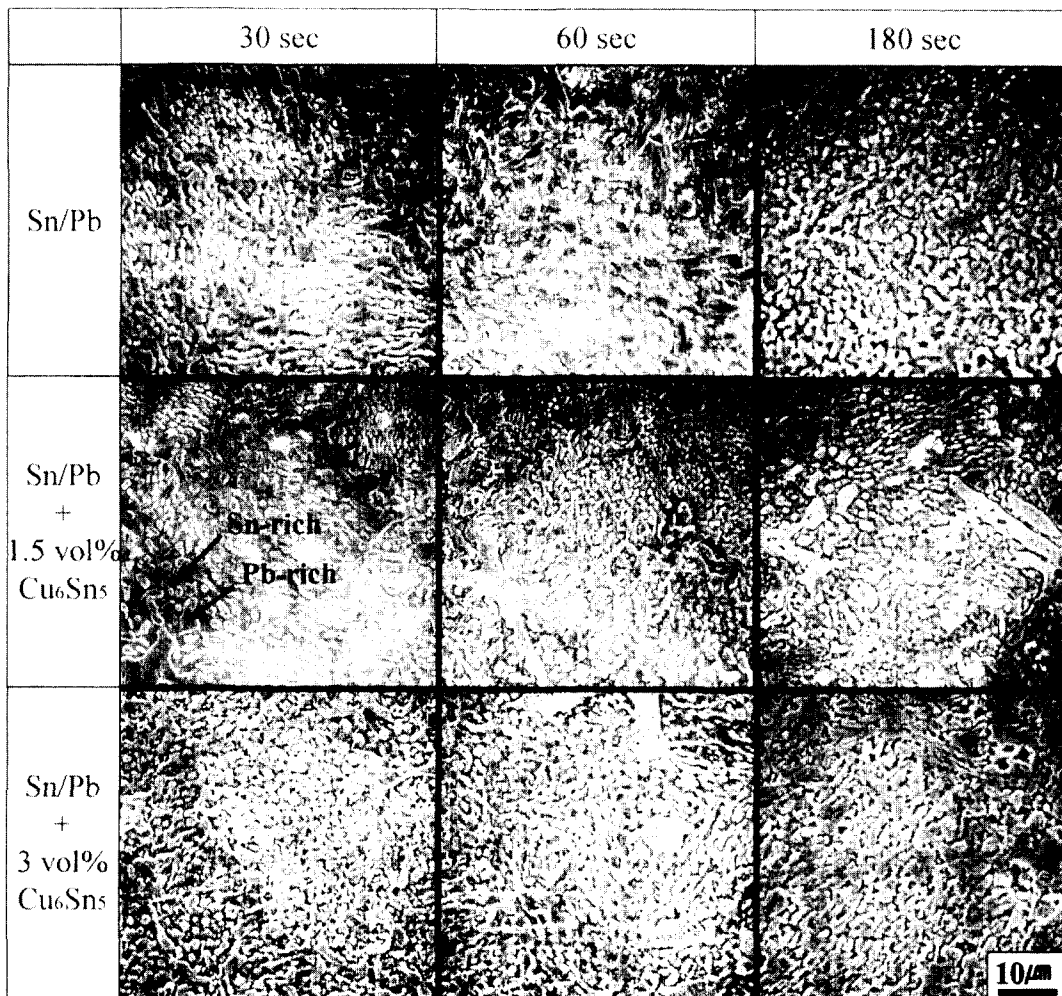 30 sec 60 sec 180 sec
Sn/Pb
Sn/Pb
+
1.5 vol%
Cu₆Sn₅
Sn-rich
Pb-rich
Sn/Pb
+
3 vol%
Cu₆Sn₅
10㎛